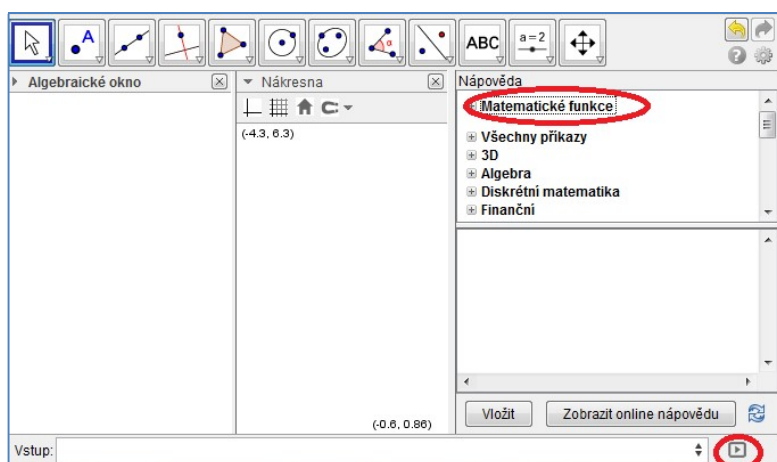 A
ABC
a=2
Algebraické okno
Nákresna
Nápověda
(-4.3, 6.3)
Matematické funkce
Všechny příkazy
3D
Algebra
Diskrétní matematika
Finanční
(-0.6, 0.86)
Vložit
Zobrazit online nápovědu
Vstup: